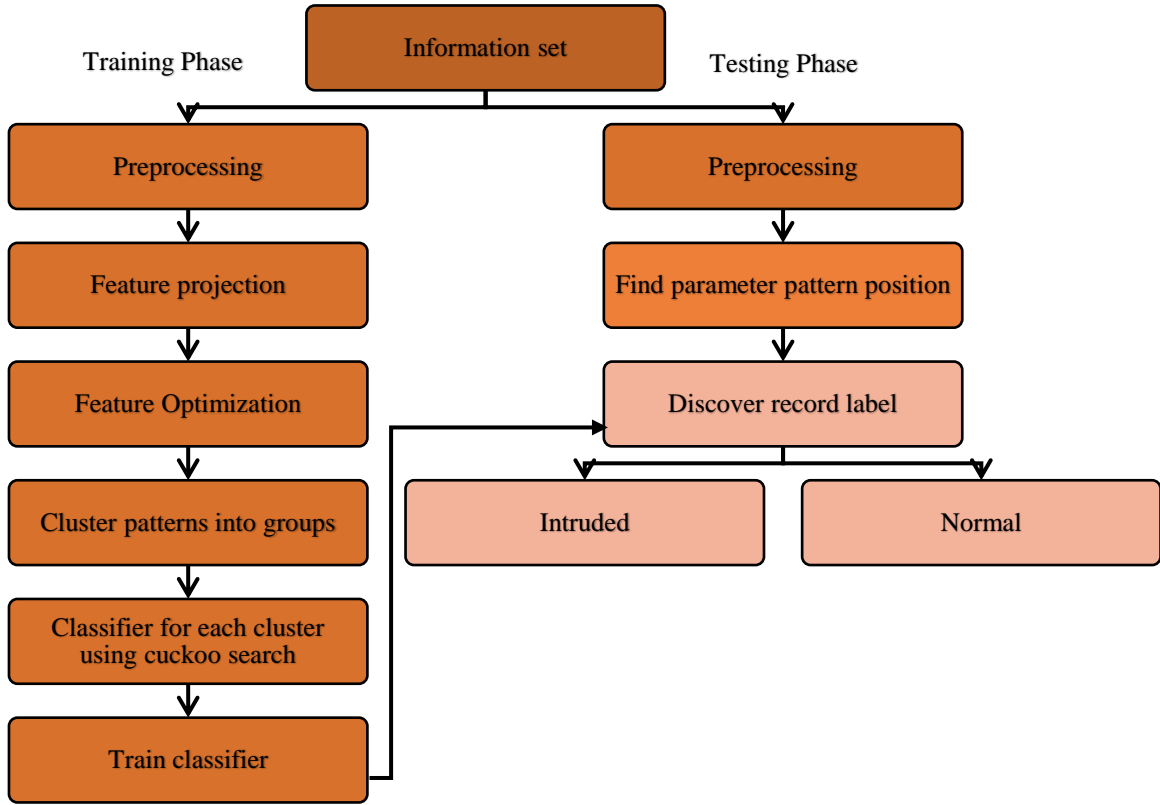 Information set
Training Phase
Testing Phase
Preprocessing
Preprocessing
Feature projection
Find parameter pattern position
Feature Optimization
Discover record label
Cluster patterns into groups
Intruded
Normal
Classifier for each cluster
using cuckoo search
Train classifier